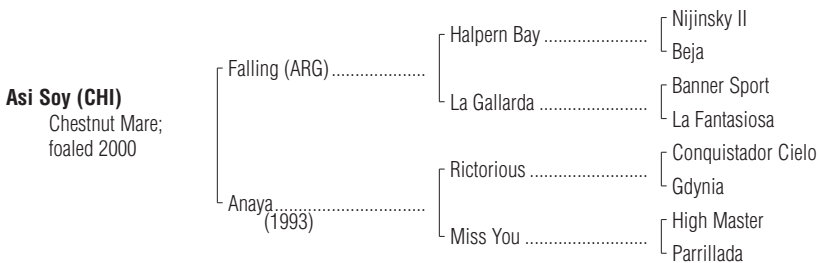 Nijinsky II
Halpern Bay ......................
Beja
Falling (ARG)....................
Banner Sport
La Gallarda ........................
La Fantasiosa
Asi Soy (CHI)
Chestnut Mare;
foaled 2000
Conquistador Cielo
Rictorious .........................
Gdynia
Anaya................................
(1993)
High Master
Miss You ..........................
Parrillada